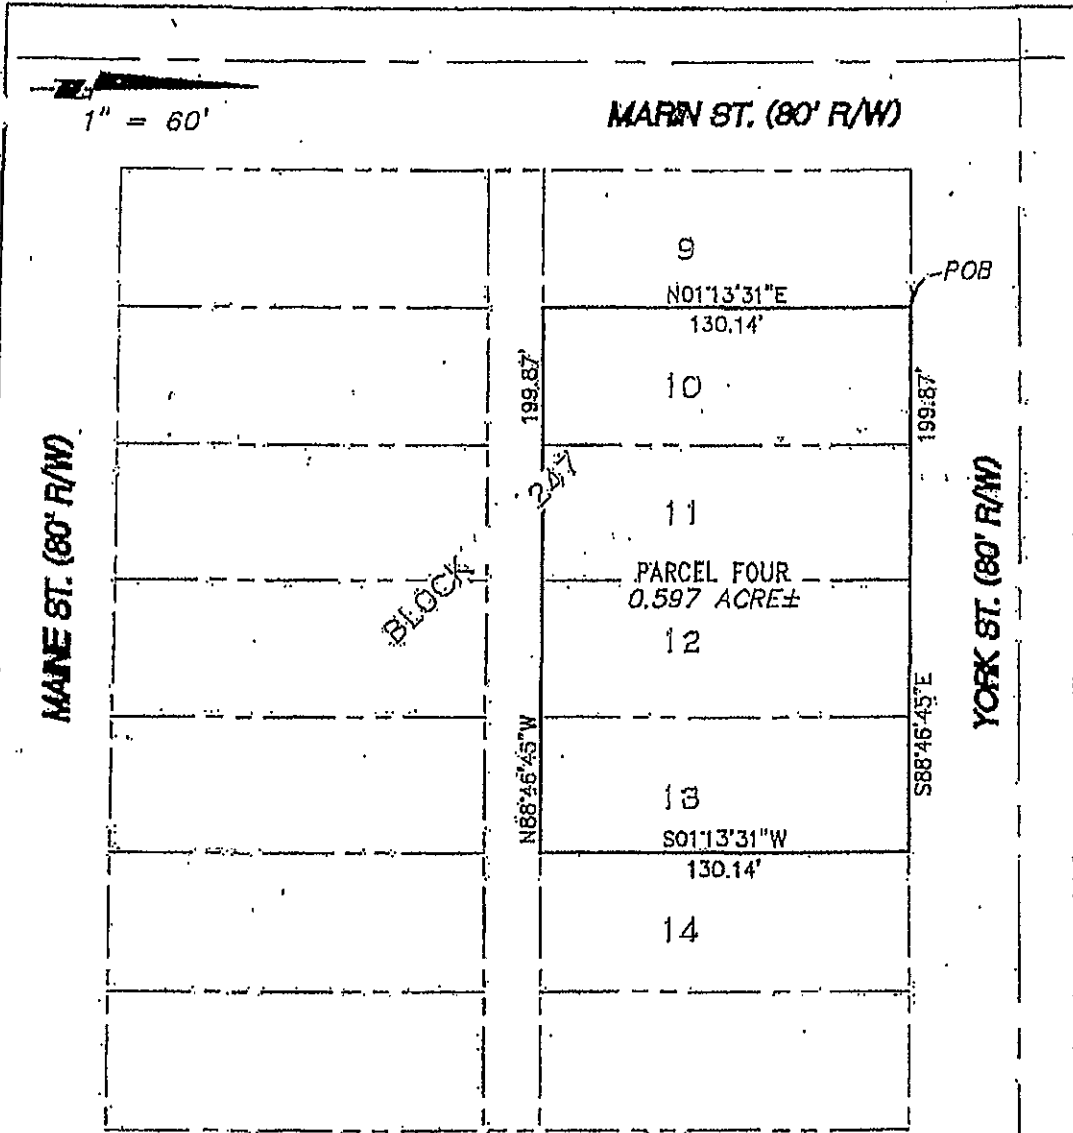 1" = 60'
MARIN ST. (80' R/W)
9
POB
N01°13'31"E
130.14'
199.87'
10
199.87'
MAINE ST. (80' R/W)
YORK ST. (80' R/W)
BLOCK 247
11
PARCEL FOUR
0.597 ACRE±
12
N88°46'45"W
S88°46'45"E
13
S01°13'31"W
130.14'
14